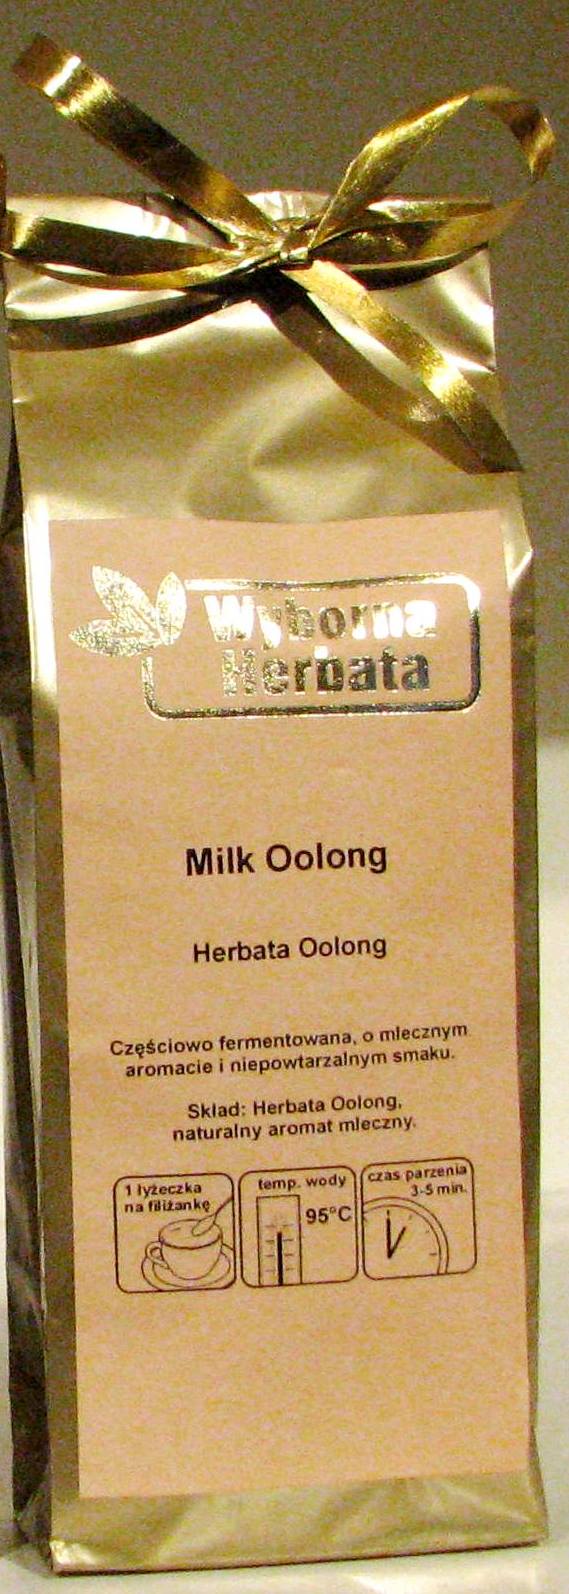 Wyborna
Herbata
Milk Oolong
Herbata Oolong
Częściowo fermentowana, o mlecznym
aromacie i niepowtarzalnym smaku.
Skład: Herbata Oolong,
naturalny aromat mleczny.
1 łyżeczka
na filiżankę
temp. wody
95°C
czas parzenia
3-5 min.